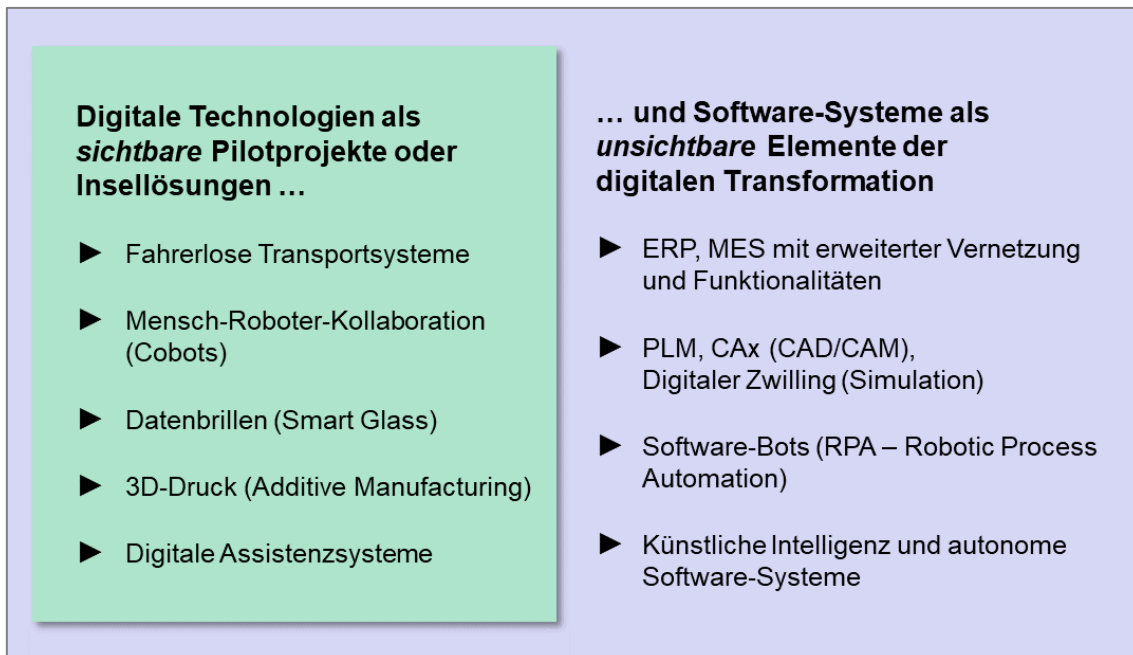 Digitale Technologien als
sichtbare Pilotprojekte oder
Insellösungen …
► Fahrerlose Transportsysteme
► Mensch-Roboter-Kollaboration
(Cobots)
► Datenbrillen (Smart Glass)
► 3D-Druck (Additive Manufacturing)
► Digitale Assistenzsysteme
… und Software-Systeme als
unsichtbare Elemente der
digitalen Transformation
► ERP, MES mit erweiterter Vernetzung
und Funktionalitäten
► PLM, CAx (CAD/CAM),
Digitaler Zwilling (Simulation)
► Software-Bots (RPA – Robotic Process
Automation)
► Künstliche Intelligenz und autonome
Software-Systeme